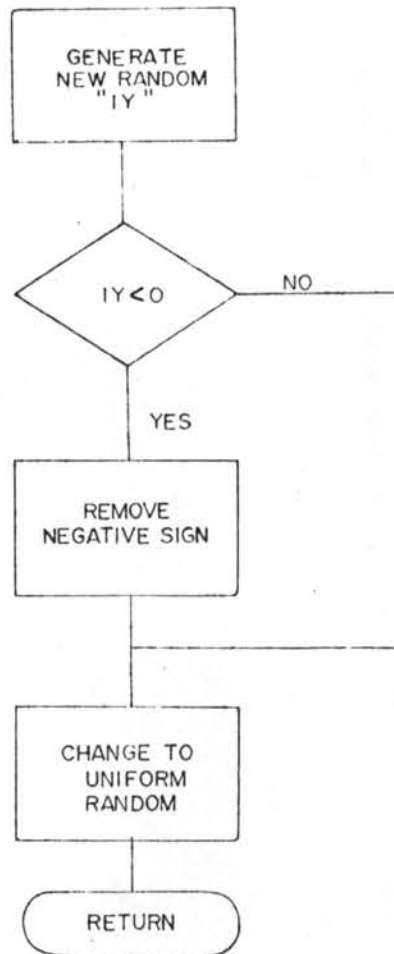 GENERATE
NEW RANDOM
"IY"
IY<0
NO
YES
REMOVE
NEGATIVE SIGN
CHANGE TO
UNIFORM
RANDOM
RETURN